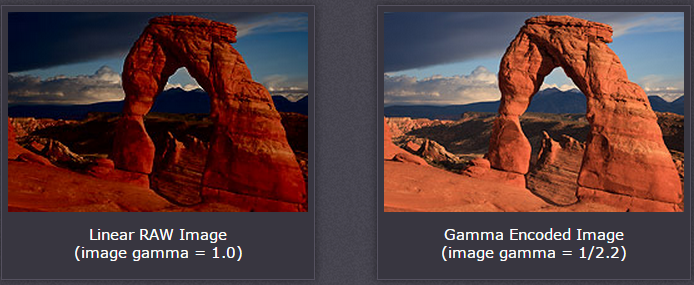 Linear RAW Image
(image gamma = 1.0)
Gamma Encoded Image
(image gamma = 1/2.2)